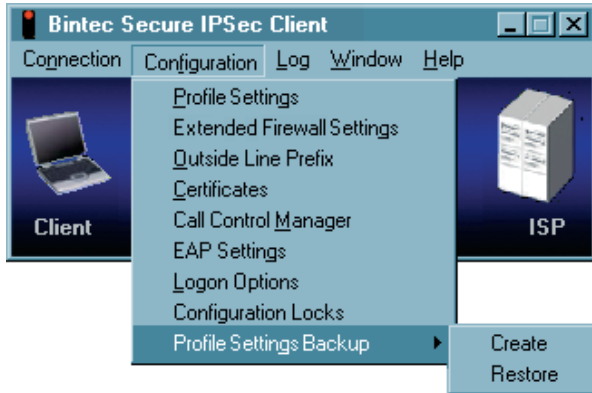 Bintec Secure IPSec Client
Connection Configuration Log Window Help
Profile Settings
Extended Firewall Settings
Outside Line Prefix
Certificates
Call Control Manager
EAP Settings
Logon Options
Configuration Locks
Profile Settings Backup
Create
Restore
Client
ISP